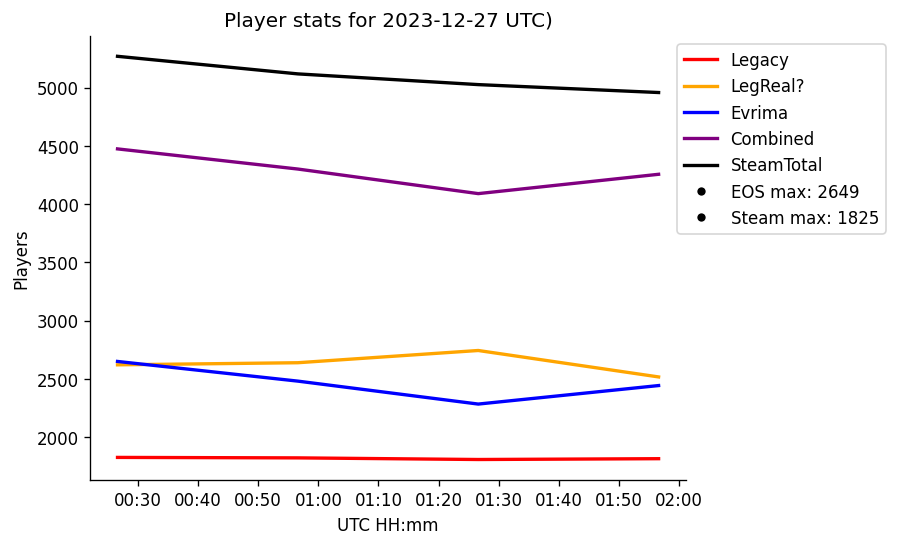 Player stats for 2023-12-27 UTC)
Legacy
LegReal?
Evrima
Combined
SteamTotal
EOS max: 2649
Steam max: 1825
Players
5000
4500
4000
3500
3000
2500
2000
00:30 00:40 00:50 01:00 01:10 01:20 01:30 01:40 01:50 02:00
UTC HH:mm